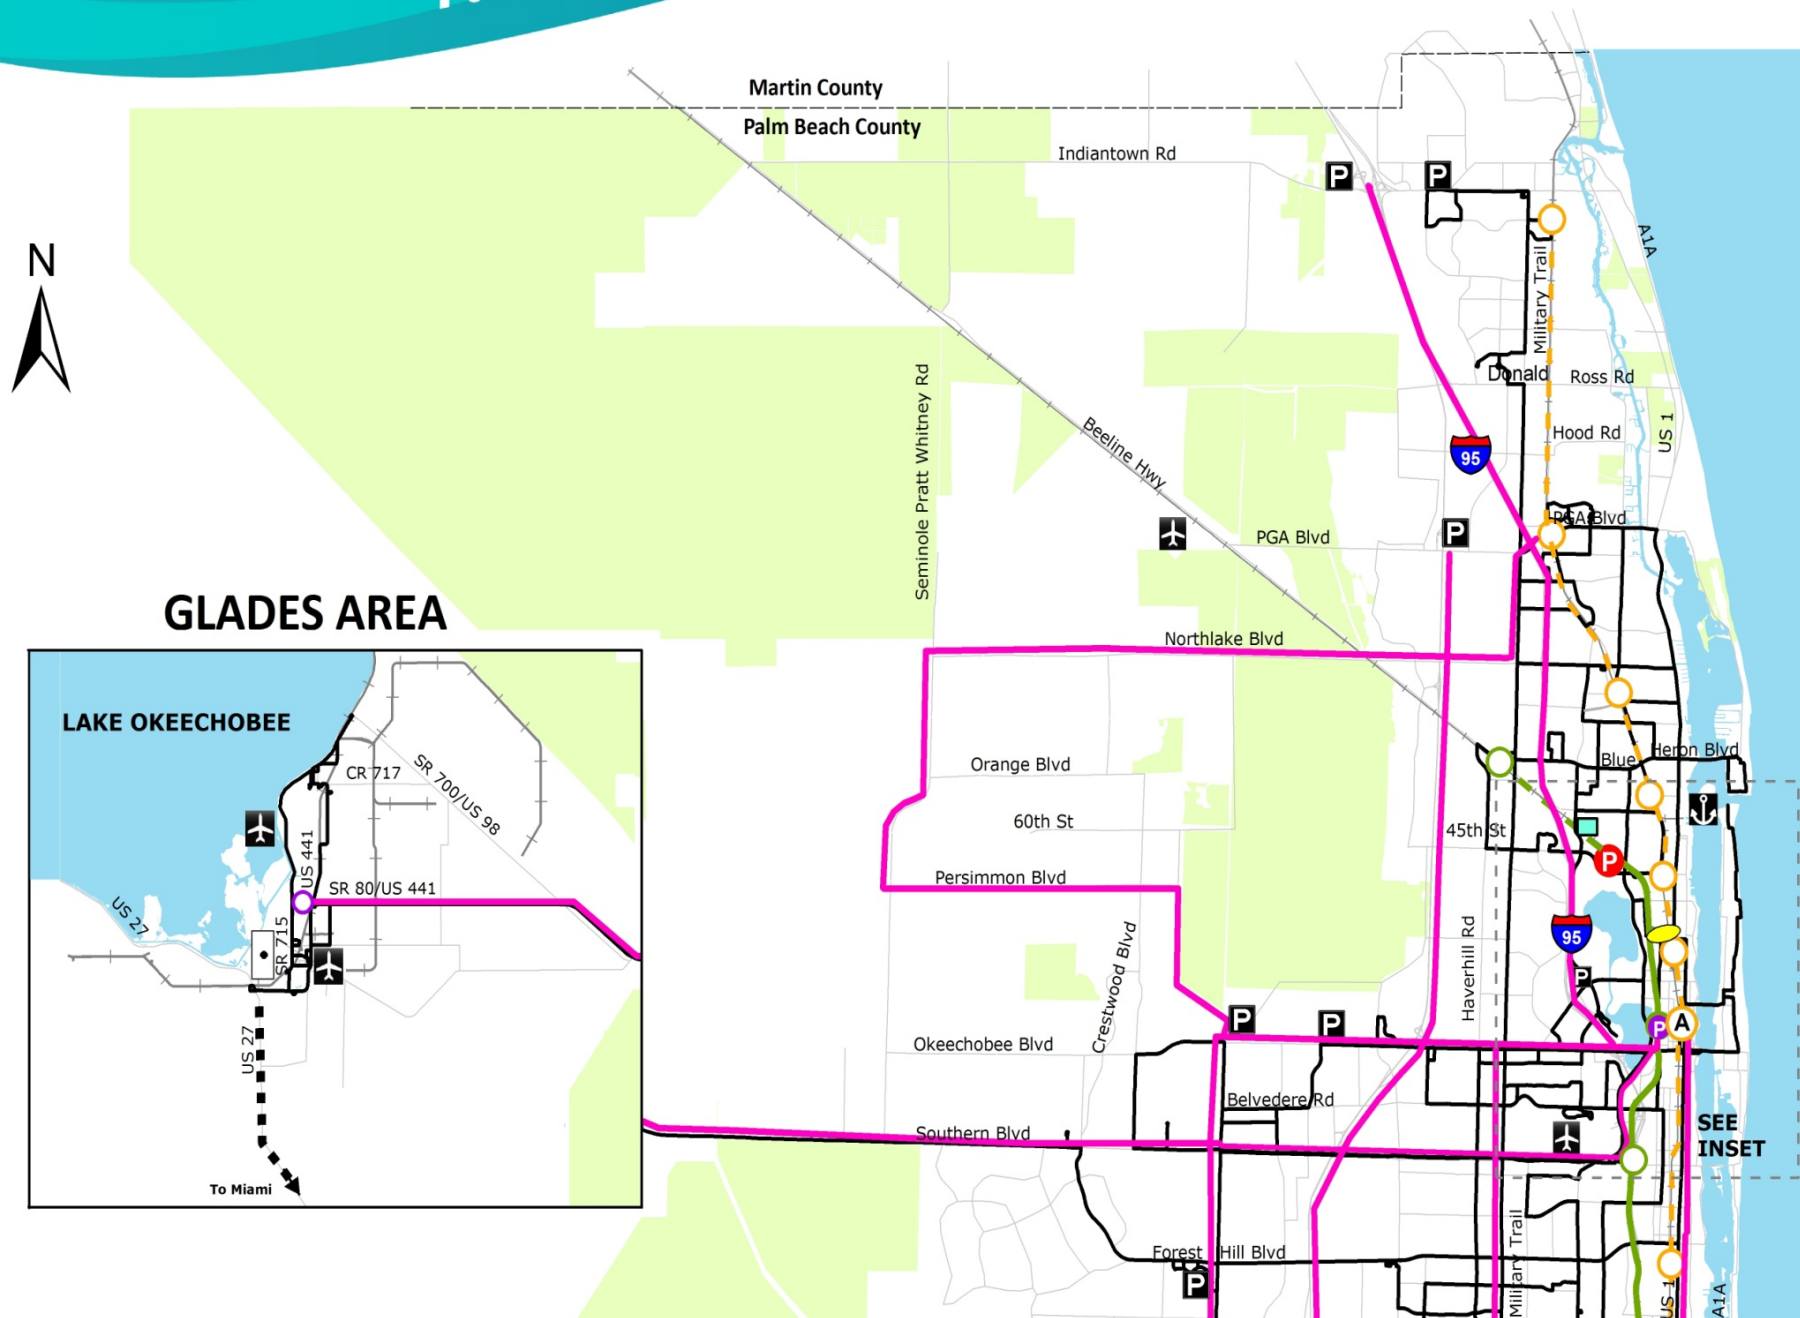 Martin County
Palm Beach County
Indiantown Rd
P
P
N
A1A
Military Trail
Seminole Pratt Whitney Rd
Donald Ross Rd
US 1
Hood Rd
Beeline Hwy
95
PGA Blvd
P
PGA Blvd
GLADES AREA
Northlake Blvd
LAKE OKEECHOBEE
CR 717
SR 700/US 98
Orange Blvd
Blue Heron Blvd
60th St
45th St
US 441
P
SR 80/US 441
Persimmon Blvd
US 27
SR 715
Crestwood Blvd
Haverhill Rd
95
P
P
P
P
A
US 27
Okeechobee Blvd
Belvedere Rd
Southern Blvd
SEE
INSET
To Miami
Forest Hill Blvd
P
Military Trail
US 1
A1A